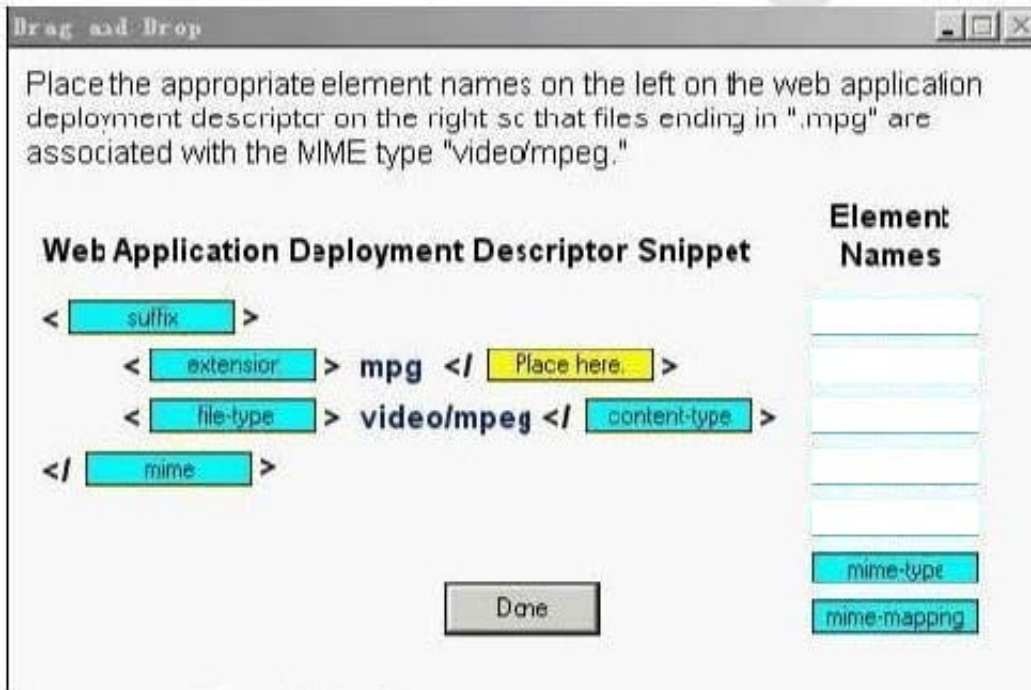 Drag and Drop
Place the appropriate element names on the left on the web application
deployment descriptor on the right so that files ending in ".mpg" are
associated with the MIME type "video/mpeg."
Element
Names
Web Application Deployment Descriptor Snippet
< suffix >
< extension > mpg </ Place here. >
< file-type > video/mpeg </ content-type >
</ mime >
mime-type
mime-mapping
Done